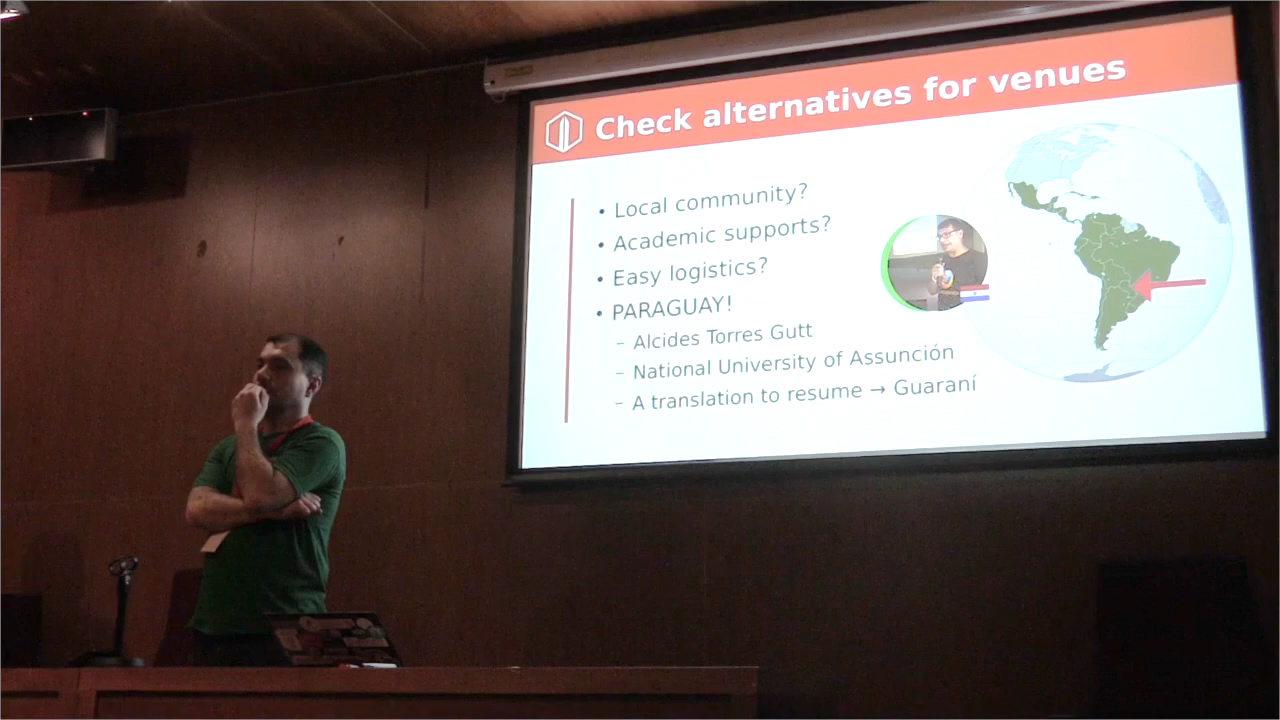 Check alternatives for venues
• Local community?
• Academic supports?
• Easy logistics?
• PARAGUAY!
– Alcides Torres Gutt
– National University of Assunción
– A translation to resume → Guaraní